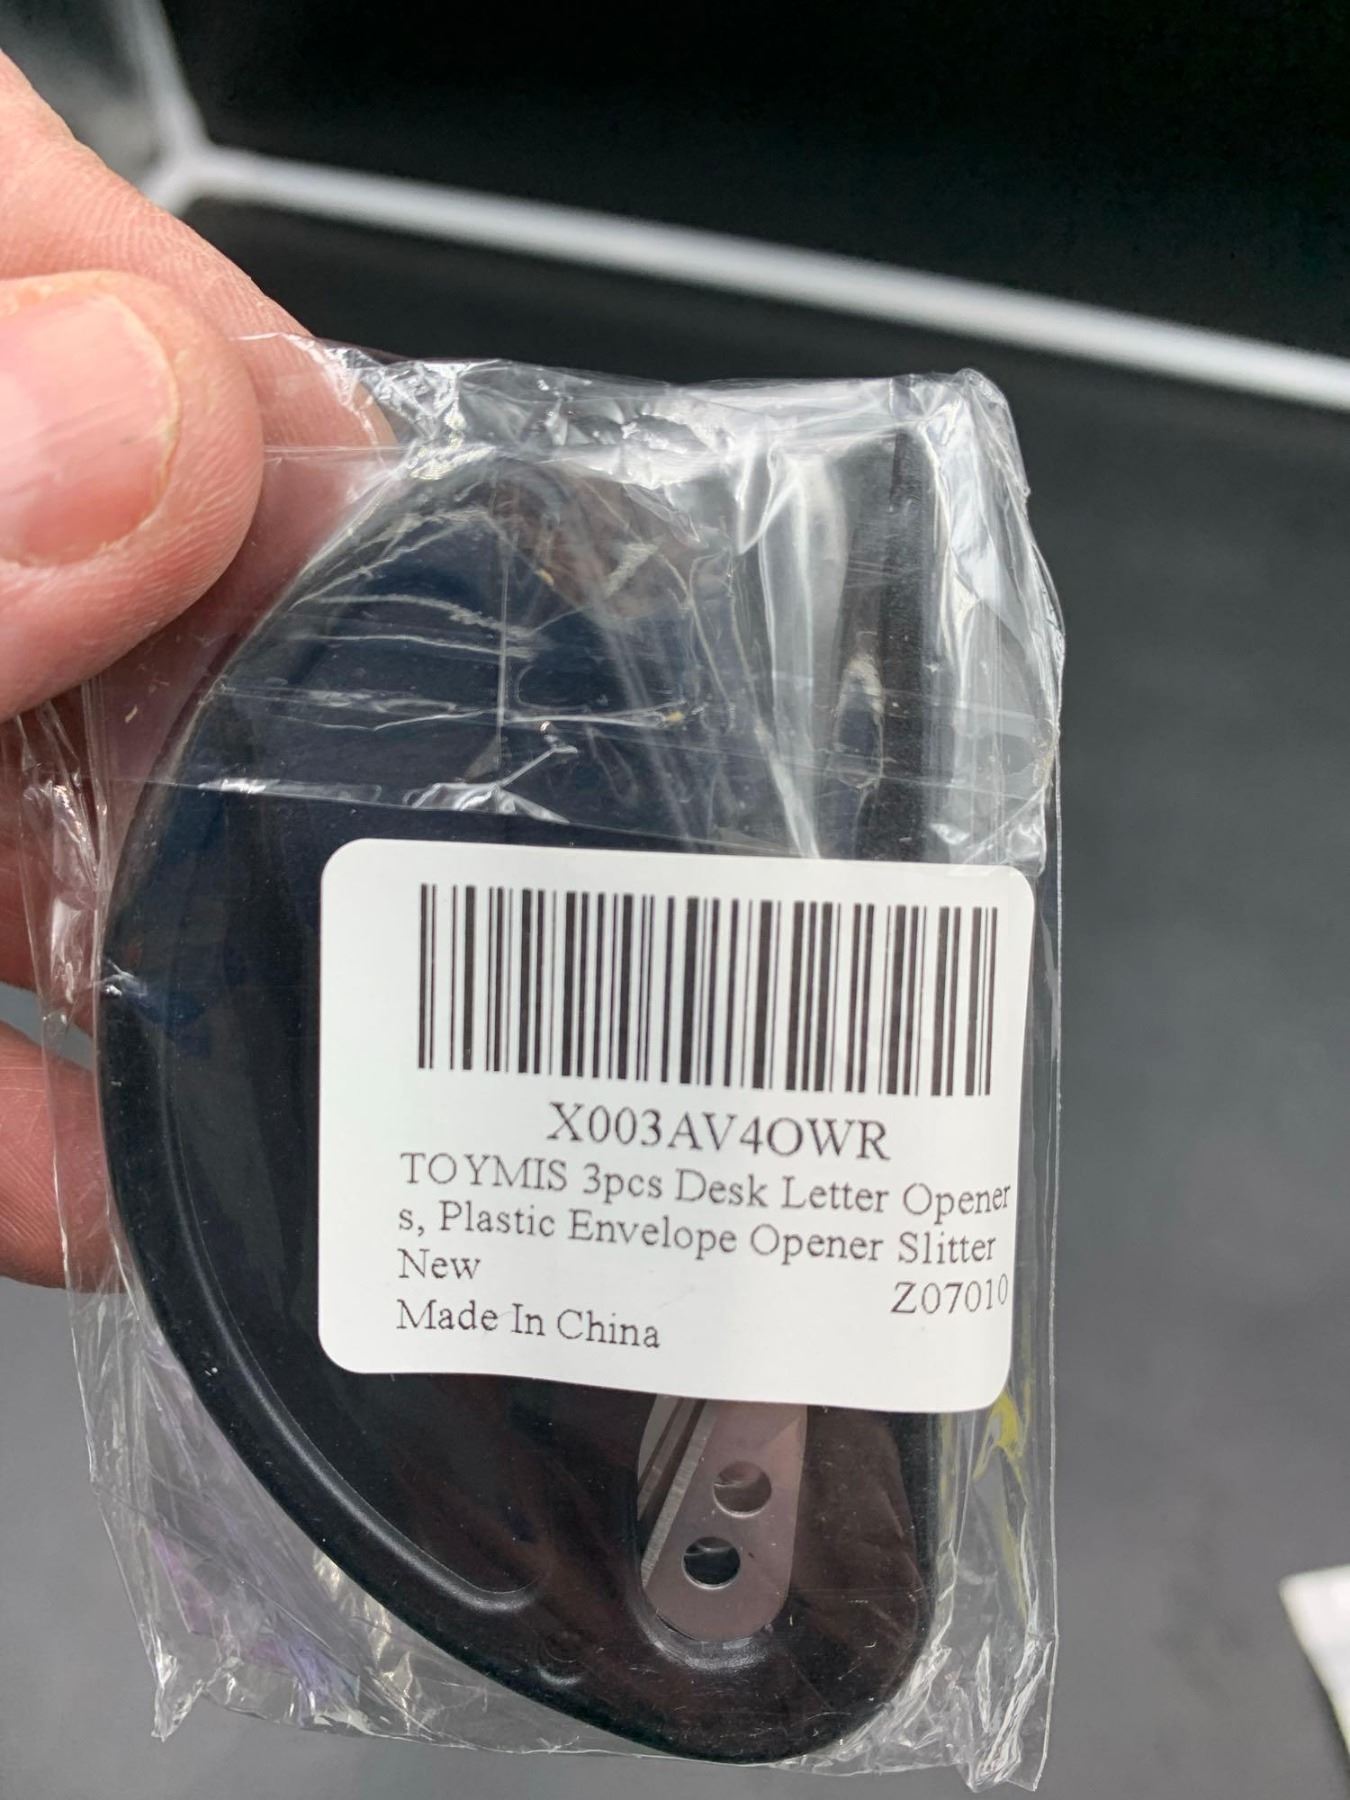 X003AV4OWR
TOYMIS 3pcs Desk Letter Opener
s, Plastic Envelope Opener Slitter
New
Z07010
Made In China